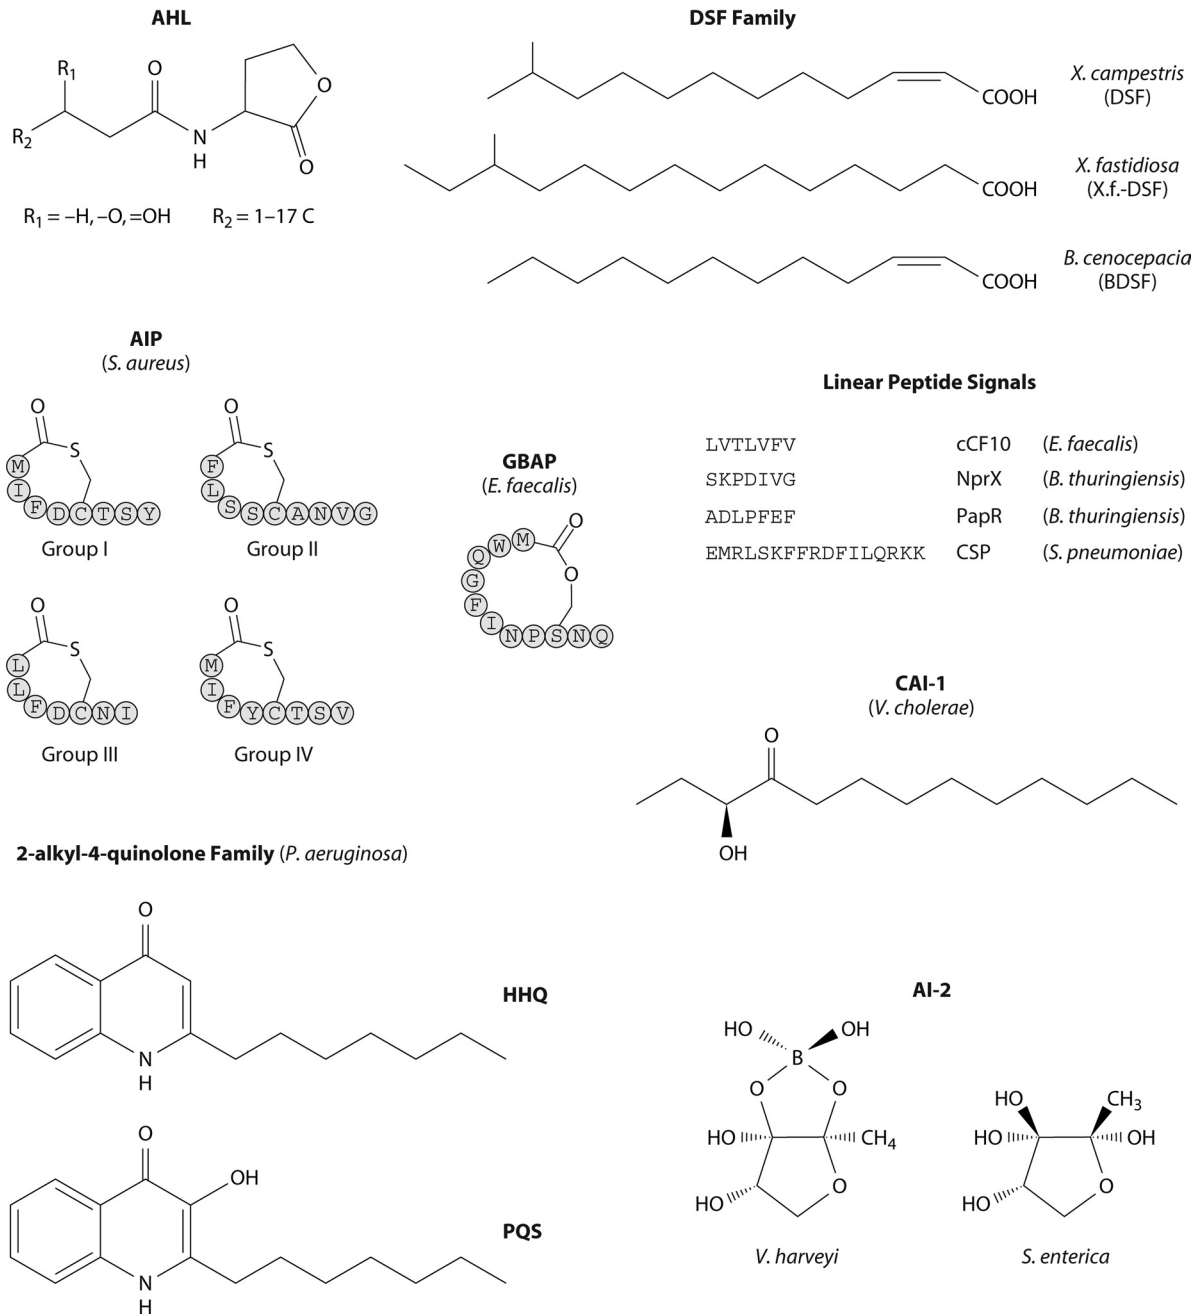 AHL
R1
R2
O
N
H
O
O
R1 = –H, –O, =OH R2 = 1–17 C
DSF Family
COOH
X. campestris
(DSF)
COOH
X. fastidiosa
(X.f.-DSF)
COOH
B. cenocepacia
(BDSF)
AIP
(S. aureus)
O
S
M
I
F D C T S Y
Group I
O
S
F
L
S S C A N V G
Group II
O
S
L
L
F D C N I
Group III
O
S
M
I
F Y C T S V
Group IV
GBAP
(E. faecalis)
O
O
M
W
Q
G
F
I
N P S N Q
Linear Peptide Signals
LVTLVFV cCF10 (E. faecalis)
SKPDIVG NprX (B. thuringiensis)
ADLPFEF PapR (B. thuringiensis)
EMRLSKFFRDFILQRKK CSP (S. pneumoniae)
CAI-1
(V. cholerae)
O
OH
2-alkyl-4-quinolone Family (P. aeruginosa)
O
N
H
HHQ
O
OH
N
H
PQS
AI-2
HO OH
B
O O
HO CH4
HO O
V. harveyi
HO CH3
HO OH
HO O
S. enterica